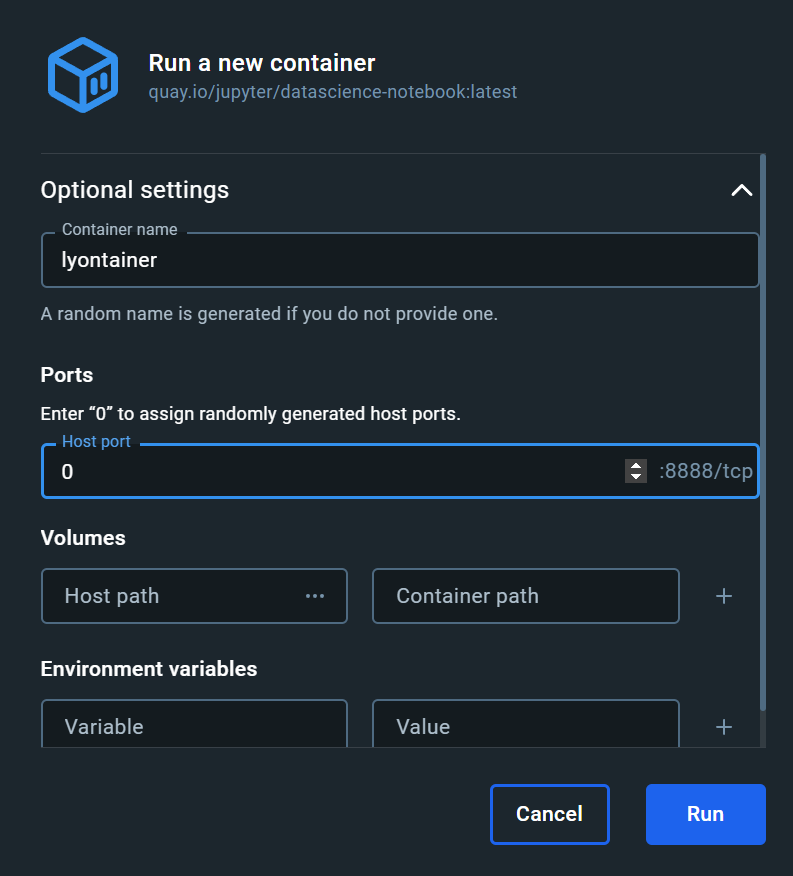 Run a new container
quay.io/jupyter/datascience-notebook:latest
Optional settings
Container name
lyontainer
A random name is generated if you do not provide one.
Ports
Enter “0” to assign randomly generated host ports.
Host port
0 :8888/tcp
Volumes
Host path ... Container path +
Environment variables
Variable Value +
Cancel Run